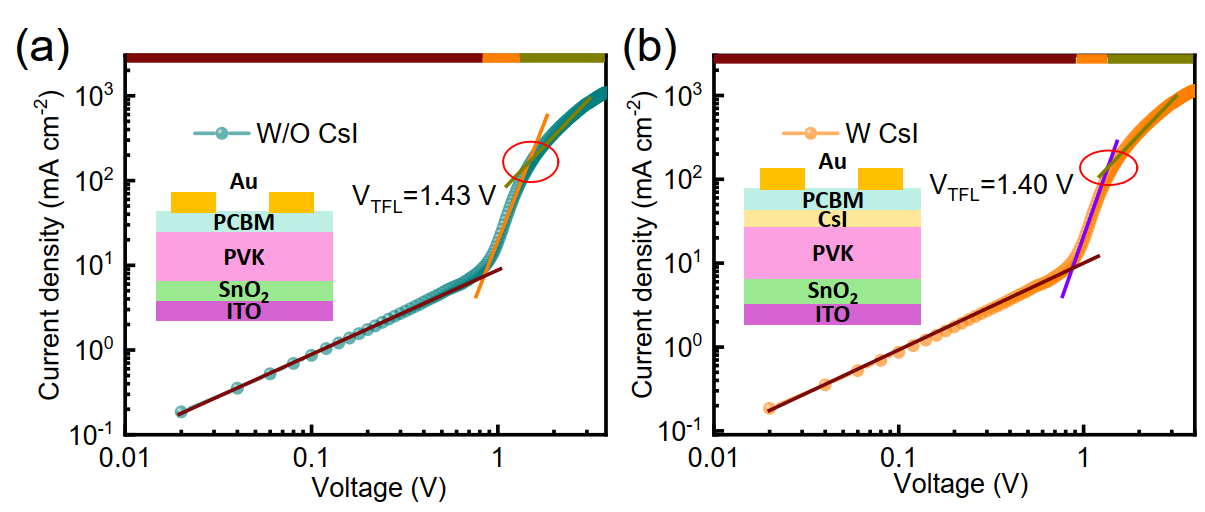 (a)
Current density (mA cm-2)
10³
10²
10¹
10⁰
10-1
W/O CsI
VTFL=1.43 V
Au
PCBM
PVK
SnO2
ITO
0.01 0.1 1
Voltage (V)
(b)
Current density (mA cm-2)
10³
10²
10¹
10⁰
10-1
W CsI
VTFL=1.40 V
Au
PCBM
CsI
PVK
SnO2
ITO
0.01 0.1 1
Voltage (V)